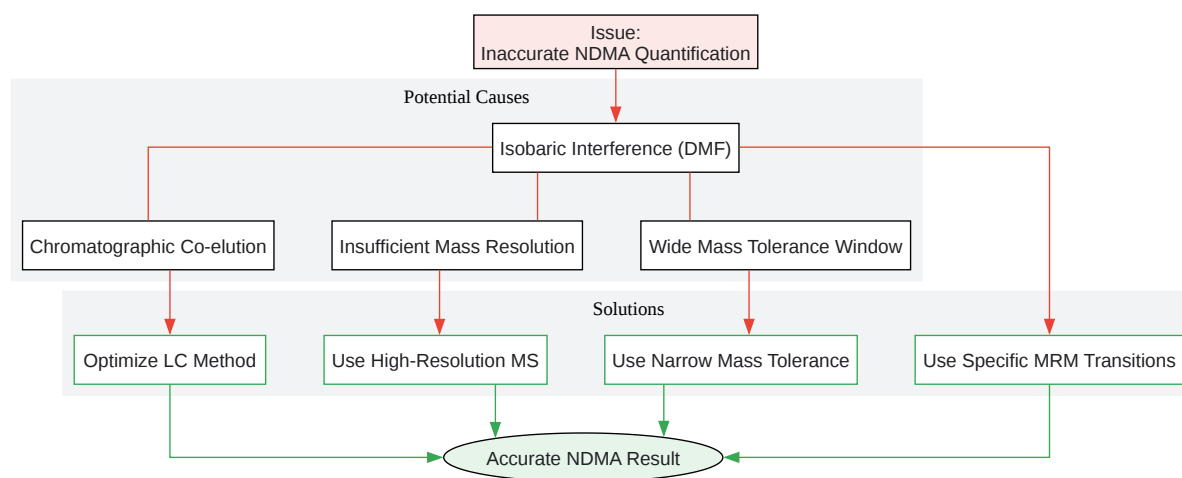 Issue:
Inaccurate NDMA Quantification
Potential Causes
Isobaric Interference (DMF)
Chromatographic Co-elution
Insufficient Mass Resolution
Wide Mass Tolerance Window
Solutions
Optimize LC Method
Use High-Resolution MS
Use Narrow Mass Tolerance
Use Specific MRM Transitions
Accurate NDMA Result